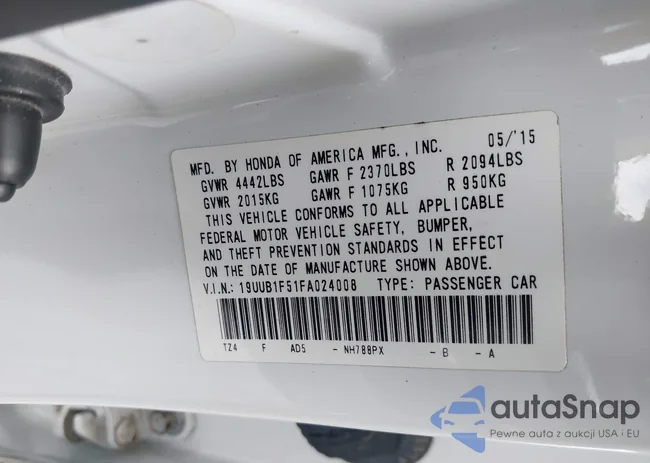 MFD. BY HONDA OF AMERICA MFG., INC. 05/'15
GVWR 4442LBS GAWR F 2370LBS R 2094LBS
GVWR 2015KG GAWR F 1075KG R 950KG
THIS VEHICLE CONFORMS TO ALL APPLICABLE
FEDERAL MOTOR VEHICLE SAFETY, BUMPER,
AND THEFT PREVENTION STANDARDS IN EFFECT
ON THE DATE OF MANUFACTURE SHOWN ABOVE.
V.I.N.: 19UUB1F51FA024008 TYPE: PASSENGER CAR
TZ4 F AD5 - NH788PX - B - A
autaSnap
Pewne auta z aukcji USA i EU